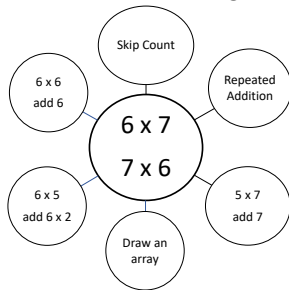 Skip Count
6 x 6
add 6
Repeated
Addition
6 x 7
7 x 6
6 x 5
add 6 x 2
5 x 7
add 7
Draw an
array